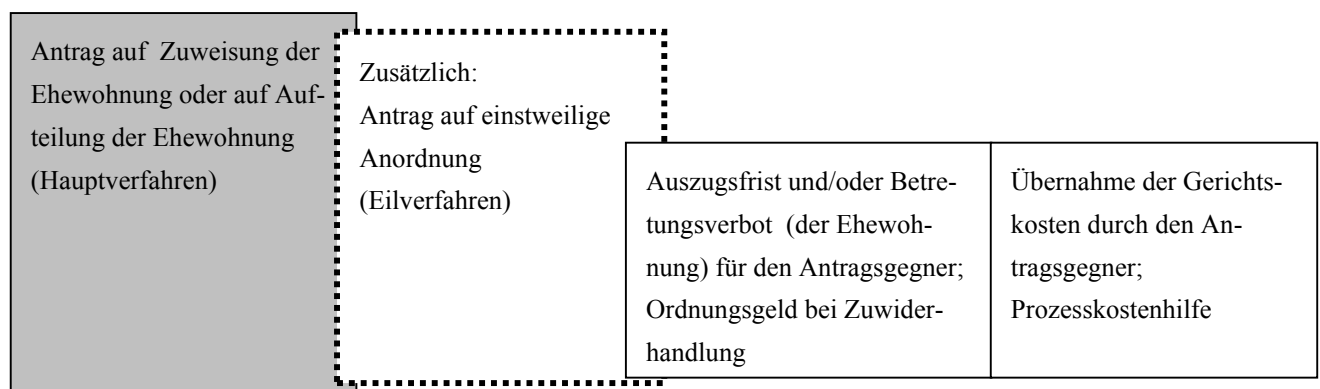 Antrag auf  Zuweisung der
Ehewohnung oder auf Auf-
teilung der Ehewohnung
(Hauptverfahren)
Zusätzlich:
Antrag auf einstweilige
Anordnung
(Eilverfahren)
Auszugsfrist und/oder Betre-
tungsverbot  (der Ehewoh-
nung) für den Antragsgegner;
Ordnungsgeld bei Zuwider-
handlung
Übernahme der Gerichts-
kosten durch den An-
tragsgegner;
Prozesskostenhilfe